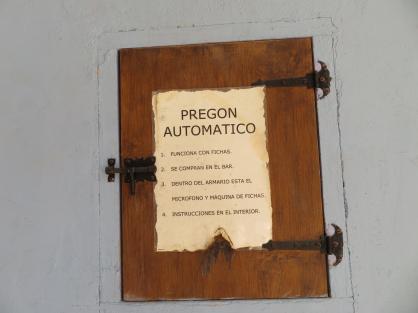 PREGON
AUTOMATICO
1. FUNCIONA CON FICHAS.
2. SE COMPRAN EN EL BAR.
3. DENTRO DEL ARMARIO ESTA EL
MICROFONO Y MAQUINA DE FICHAS.
4. INSTRUCCIONES EN EL INTERIOR.